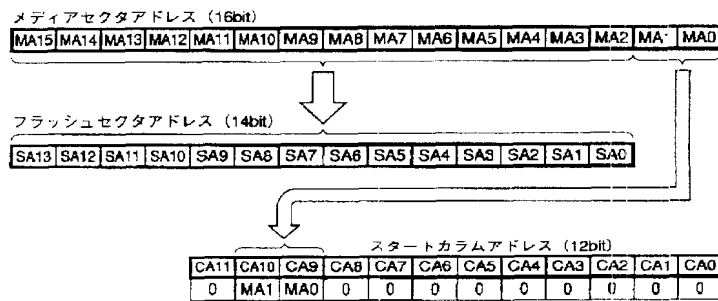 メディアセクタアドレス (16bit)
MA15 MA14 MA13 MA12 MA11 MA10 MA9 MA8 MA7 MA6 MA5 MA4 MA3 MA2 MA1 MA0
フラッシュセクタアドレス (14bit)
SA13 SA12 SA11 SA10 SA9 SA8 SA7 SA6 SA5 SA4 SA3 SA2 SA1 SA0
スタートカラムアドレス (12bit)
CA11 CA10 CA9 CA8 CA7 CA6 CA5 CA4 CA3 CA2 CA1 CA0
0 MA1 MA0 0 0 0 0 0 0 0 0 0